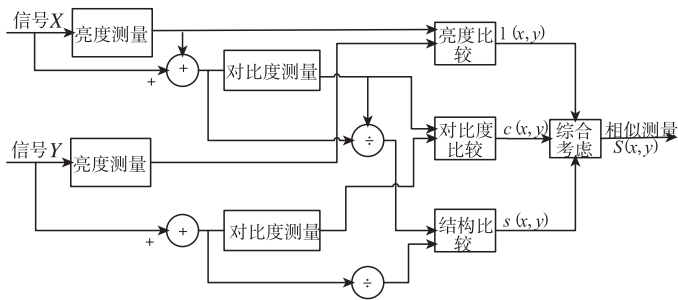 信号X
亮度测量
+
+
对比度测量
亮度比
较
l(x,y)
÷
对比度
比较
c(x,y)
综合
考虑
相似测量
S(x,y)
信号Y
亮度测量
+
+
对比度测量
结构比
较
s(x,y)
÷